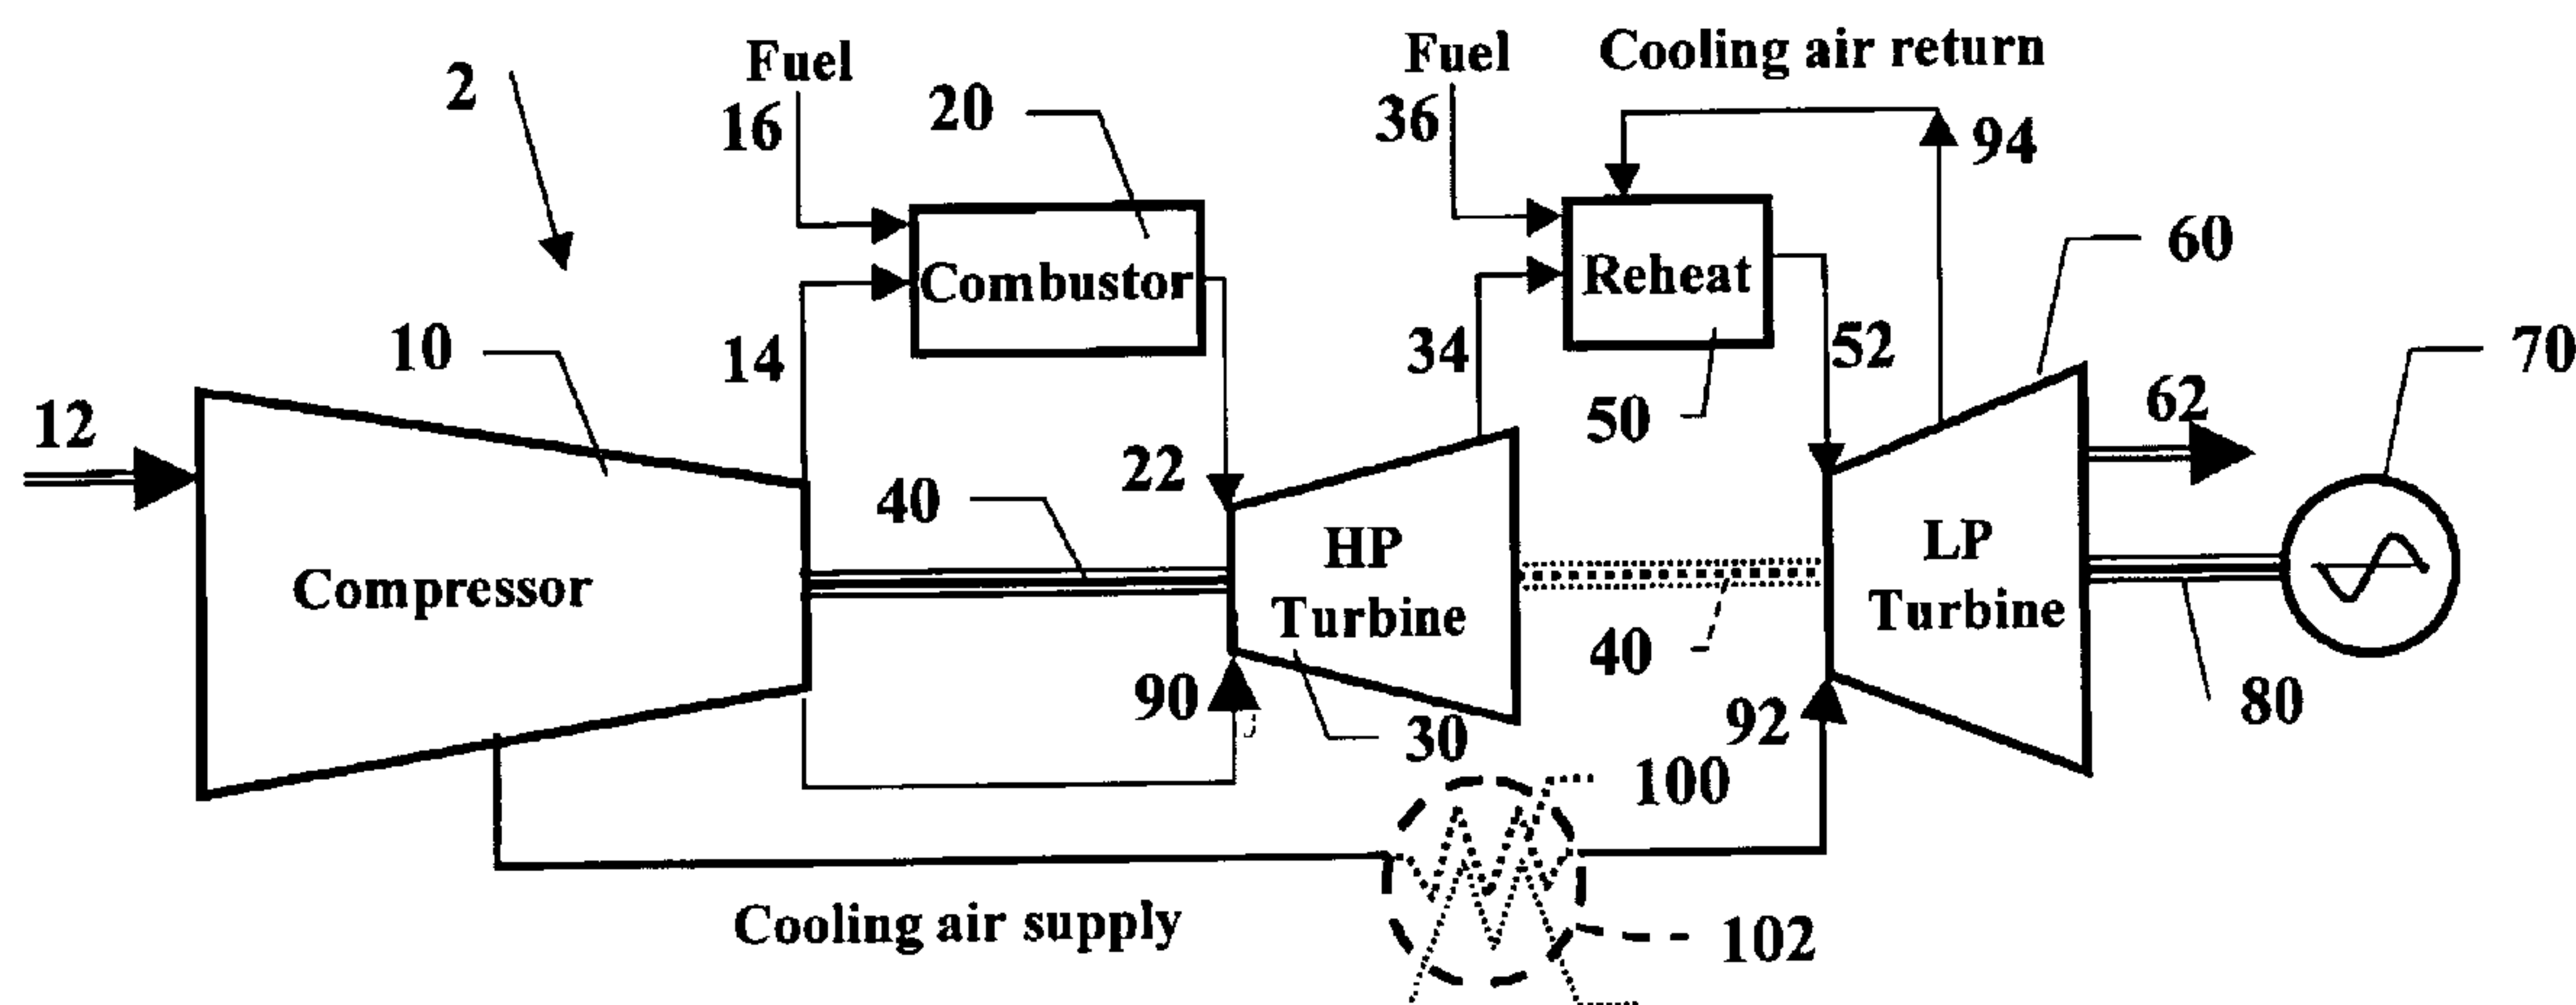 Fuel
Fuel
Cooling air return
2
16
20
36
94
60
Combustor
Reheat
10
14
34
52
70
12
50
62
22
40
HP
Turbine
LP
Turbine
Compressor
40
90
30
92
80
100
Cooling air supply
102